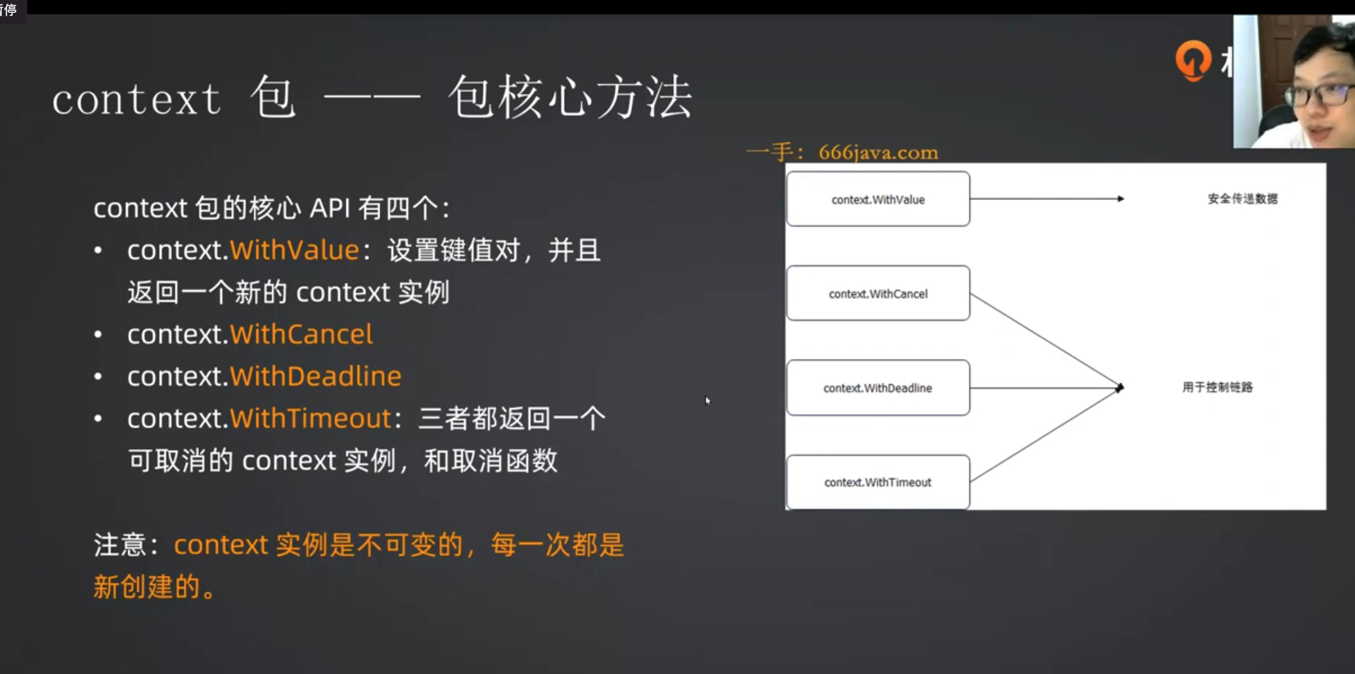 暂停
context 包 —— 包核心方法
一手：666java.com
context 包的核心 API 有四个：
• context.WithValue：设置键值对，并且
返回一个新的 context 实例
• context.WithCancel
• context.WithDeadline
• context.WithTimeout：三者都返回一个
可取消的 context 实例，和取消函数
注意：context 实例是不可变的，每一次都是
新创建的。
context.WithValue
安全传递数据
context.WithCancel
context.WithDeadline
用于控制链路
context.WithTimeout